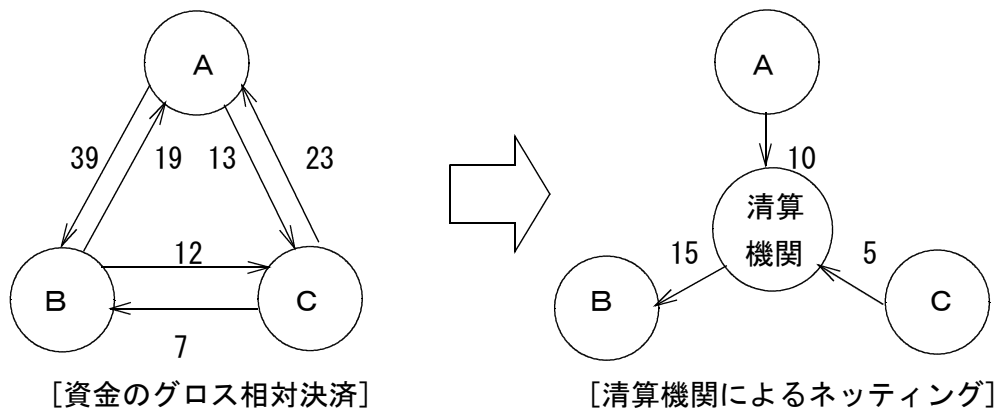 A
39
19
13
23
12
B
C
7
[資金のグロス相対決済]
A
10
清算
機関
15
5
B
C
[清算機関によるネッティング]